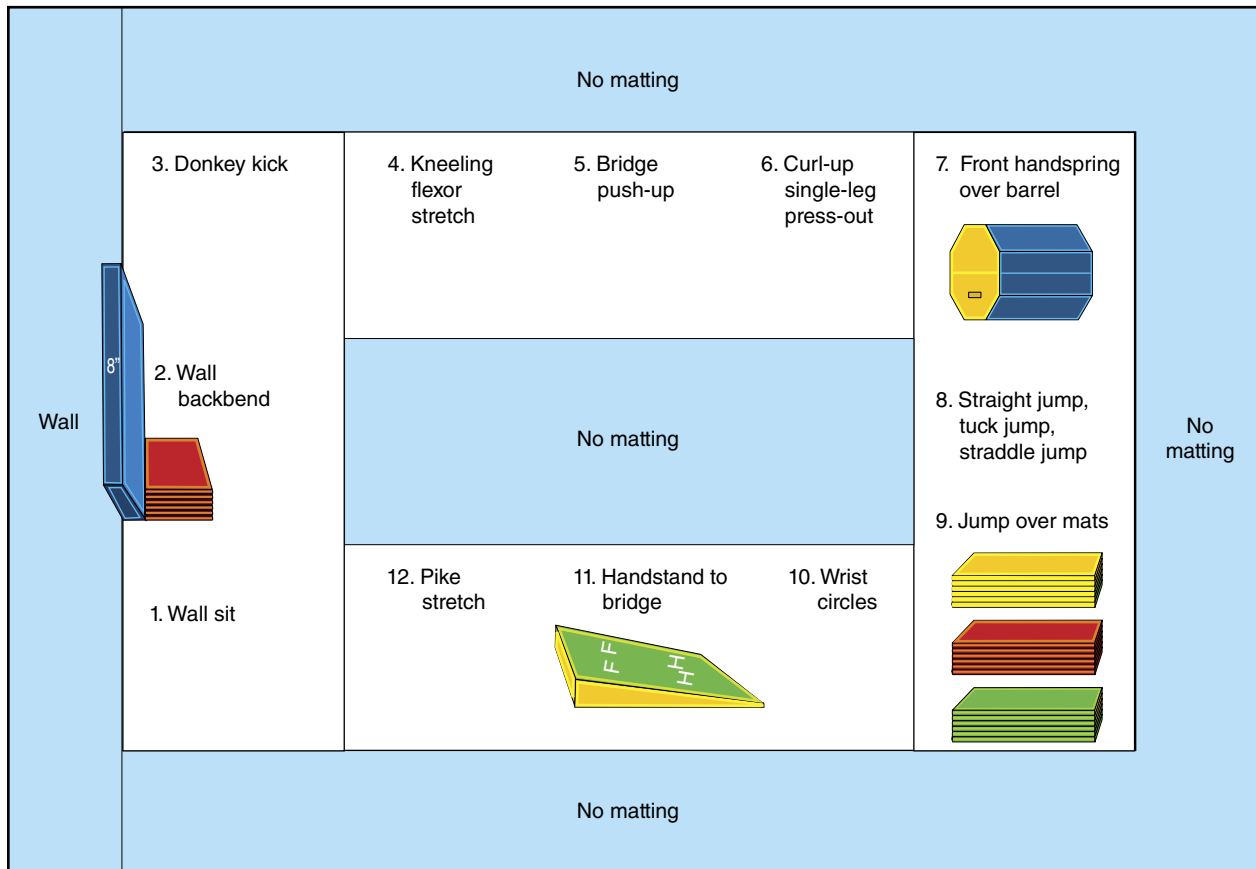 No matting
3. Donkey kick
4. Kneeling
flexor
stretch
5. Bridge
push-up
6. Curl-up
single-leg
press-out
7. Front handspring
over barrel
8"
2. Wall
backbend
Wall
No matting
8. Straight jump,
tuck jump,
straddle jump
No
matting
9. Jump over mats
12. Pike
stretch
11. Handstand to
bridge
10. Wrist
circles
1. Wall sit
F F
H H
No matting